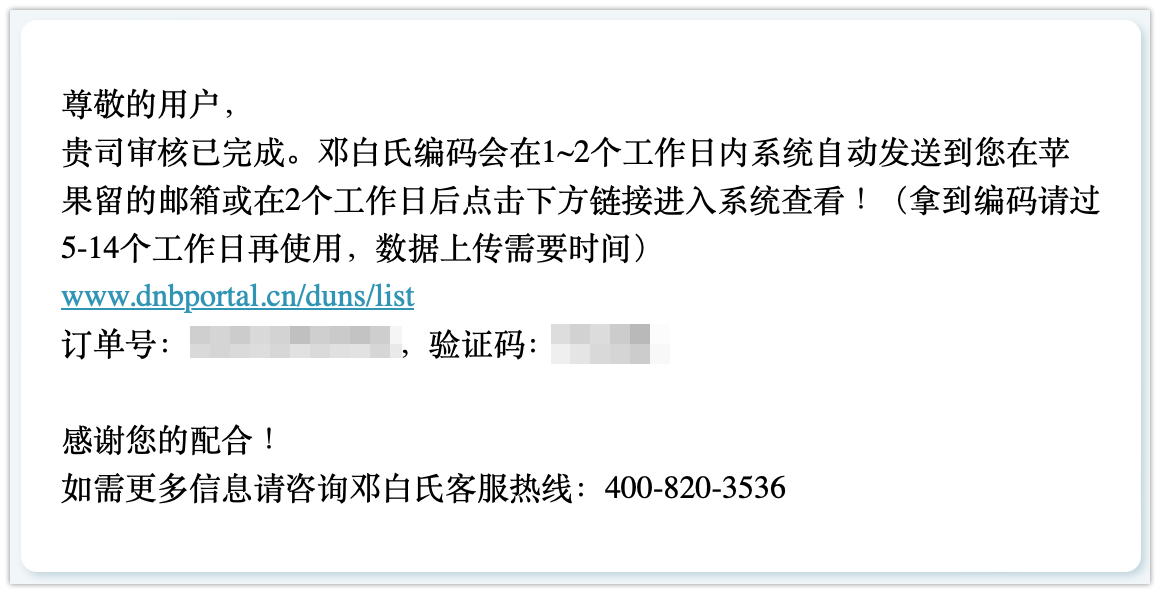 尊敬的用户，
贵司审核已完成。邓白氏编码会在1~2个工作日内系统自动发送到您在苹
果留的邮箱或在2个工作日后点击下方链接进入系统查看！（拿到编码请过
5-14个工作日再使用，数据上传需要时间）
www.dnbportal.cn/duns/list
订单号：，验证码：
感谢您的配合！
如需更多信息请咨询邓白氏客服热线：400-820-3536